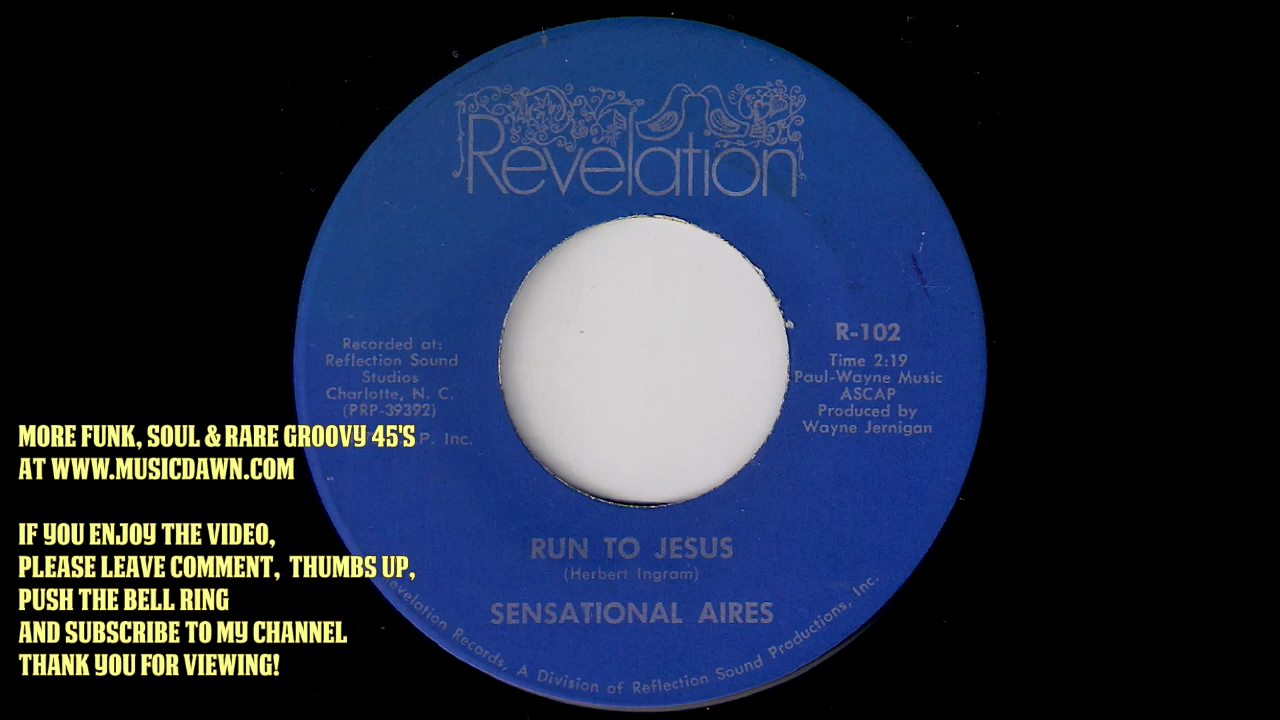 Revelation
Recorded at:
Reflection Sound
Studios
Charlotte, N. C.
(PRP-39392)
P. Inc.
R-102
Time 2:19
Paul-Wayne Music
ASCAP
Produced by
Wayne Jernigan
RUN TO JESUS
(Herbert Ingram)
SENSATIONAL AIRES
Revelation Records, A Division of Reflection Sound Productions, Inc.
MORE FUNK, SOUL & RARE GROOVY 45'S
AT WWW.MUSICDAWN.COM
IF YOU ENJOY THE VIDEO,
PLEASE LEAVE COMMENT, THUMBS UP,
PUSH THE BELL RING
AND SUBSCRIBE TO MY CHANNEL
THANK YOU FOR VIEWING!